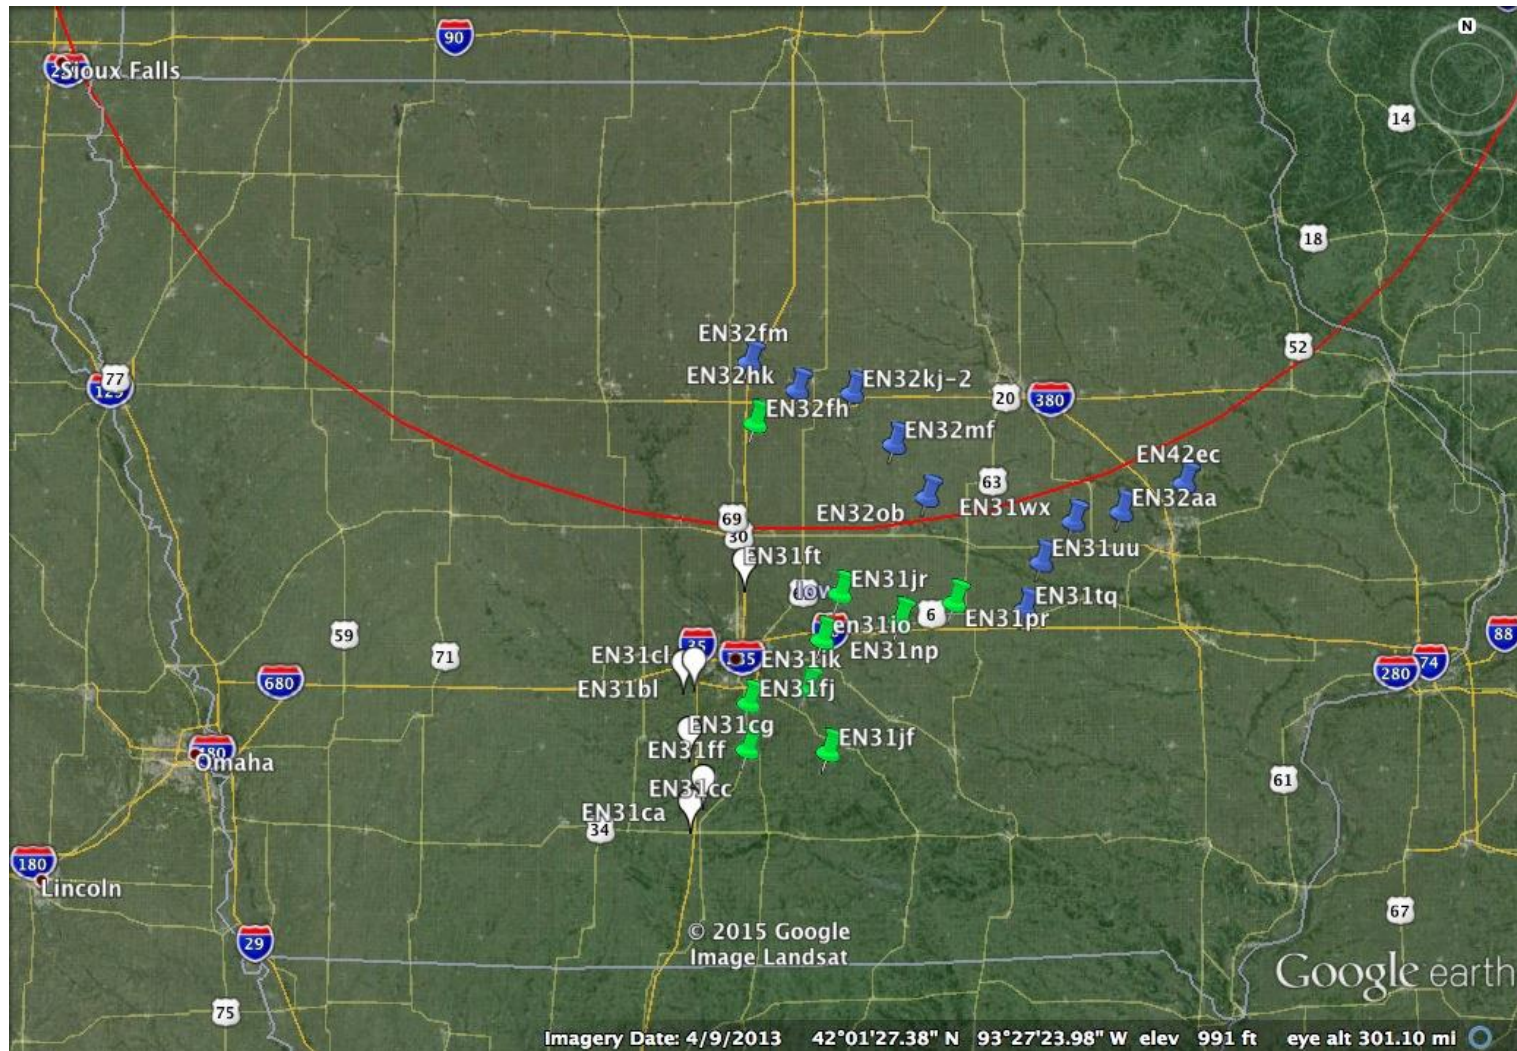 N
90
Sioux Falls
14
18
EN32fm
52
EN32hk
EN32kj-2
77
20
380
EN32fh
EN32mf
EN42ec
63
EN32aa
EN32ob
EN31wx
69
30
EN31ft
EN31uu
EN31jr
EN31tq
6
EN31pr
en31io
59
35
88
EN31cl
EN31ik
EN31np
71
74
280
680
EN31bl
EN31fj
EN31cg
EN31jf
EN31ff
Omaha
61
EN31cc
EN31ca
34
180
Lincoln
67
29
© 2015 Google
Image Landsat
Google earth
75
Imagery Date: 4/9/2013 42°01'27.38" N 93°27'23.98" W elev 991 ft eye alt 301.10 mi